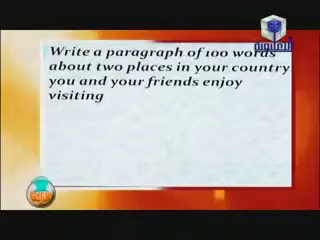 Write a paragraph of 100 words
about two places in your country
you and your friends enjoy
visiting